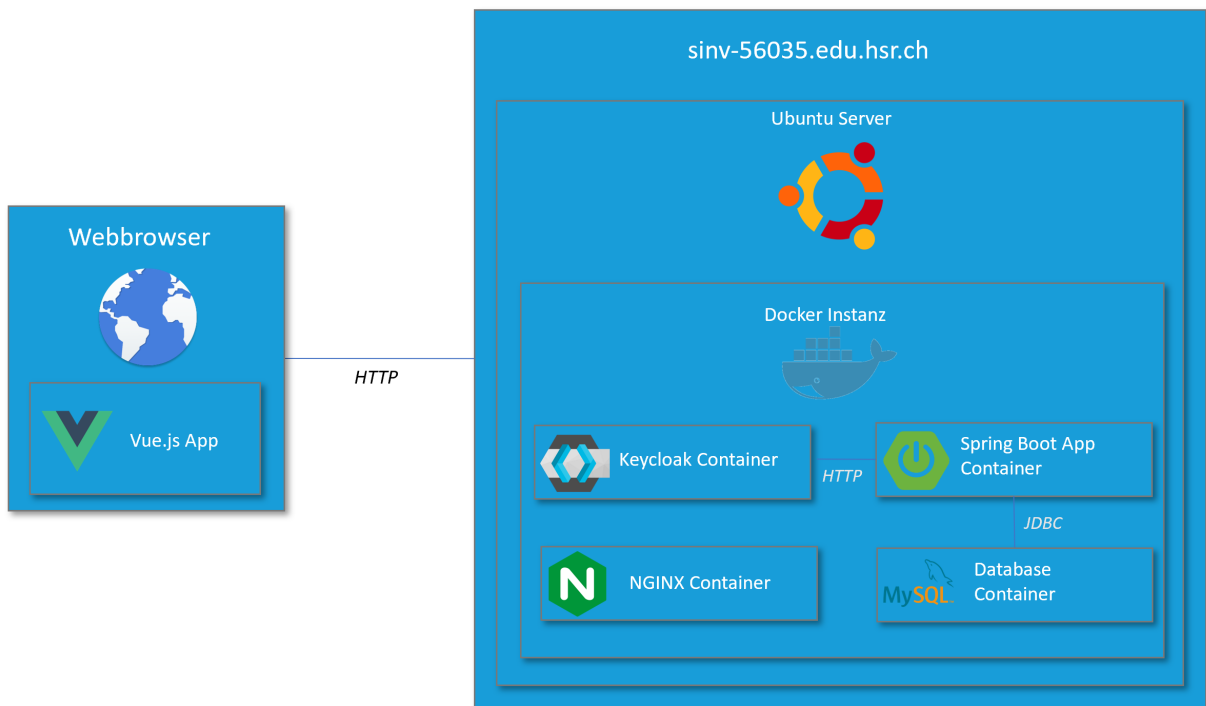 sinv-56035.edu.hsr.ch
Ubuntu Server
Webbrowser
Docker Instanz
HTTP
Vue.js App
Keycloak Container
HTTP
Spring Boot App
Container
JDBC
NGINX Container
MySQL
Database
Container